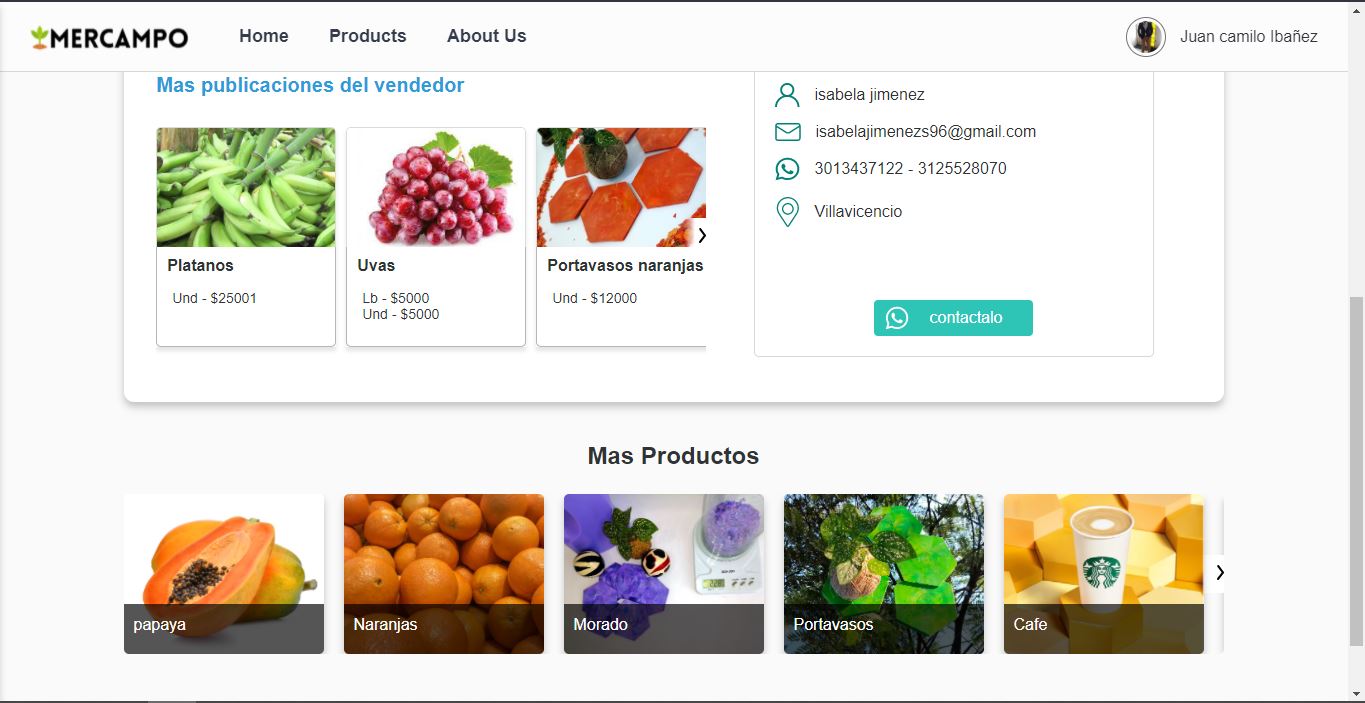 MERCAMPO
Home
Products
About Us
Juan camilo Ibañez
Mas publicaciones del vendedor
Platanos
Und - $25001
Uvas
Lb - $5000
Und - $5000
Portavasos naranjas
Und - $12000
isabela jimenez
isabelajimenezs96@gmail.com
3013437122 - 3125528070
Villavicencio
contactalo
Mas Productos
papaya
Naranjas
Morado
Portavasos
Cafe